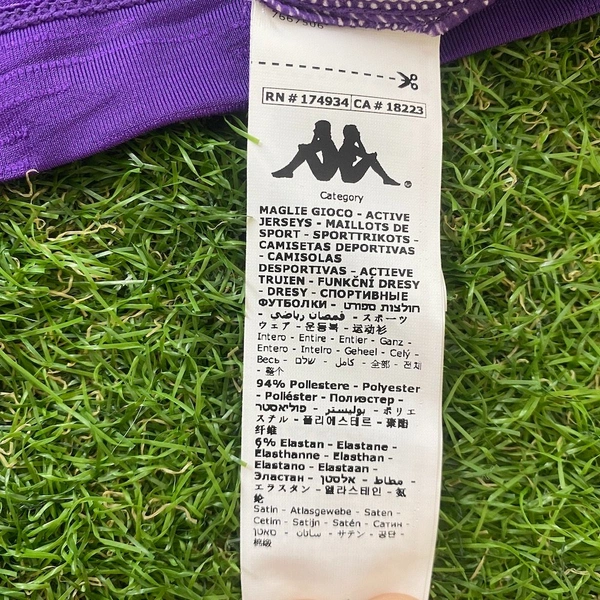 RN # 174934 CA # 18223
Category
MAGLIE GIOCO - ACTIVE
JERSEYS - MAILLOTS DE
SPORT - SPORTTRIKOTS -
CAMISETAS DEPORTIVAS
- CAMISOLAS
DESPORTIVAS - ACTIEVE
TRUIEN - FUNKČNÍ DRESY
- DRESY - СПОРТИВНЫЕ
ФУТБОЛКИ - חולצות ספורט
- قمصان رياضي - スポーツ
ウェア - 운동복 - 运动衫
Intero - Entire - Entier - Ganz -
Entero - Inteiro - Geheel - Celý -
Весь - שלם - كامل - 全部 - 전체
- 整个
94% Poliestere - Polyester
- Poliéster - Полиэстер -
פוליאסטר - بوليستر - ポリエ
ステル - 폴리에스테르 - 聚酯
纤维
6% Elastan - Elastane -
Élasthanne - Elasthan -
Elastano - Elastaan -
Эластан - אלסטן - مطاط -
エラスタン - 엘라스테인 - 氨
纶
Satin - Atlasgewebe - Saten -
Cetim - Satijn - Satén - Сатин -
סאטן - ساتان - サテン - 공단 -